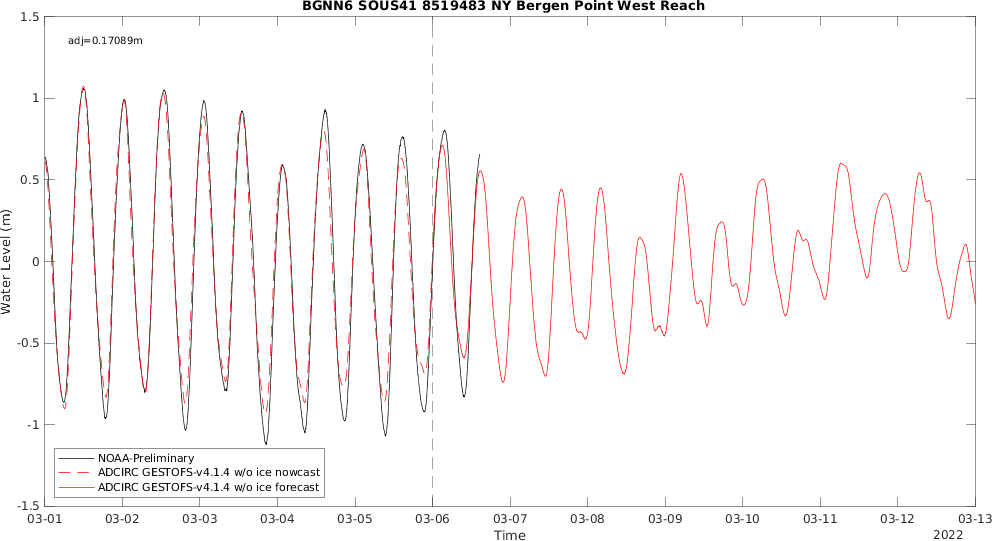 BGNN6 SOUS41 8519483 NY Bergen Point West Reach
1.5
adj=0.17089m
1
0.5
Water Level (m)
0
-0.5
-1
NOAA-Preliminary
ADCIRC GESTOFS-v4.1.4 w/o ice nowcast
ADCIRC GESTOFS-v4.1.4 w/o ice forecast
-1.5
03-01 03-02 03-03 03-04 03-05 03-06 03-07 03-08 03-09 03-10 03-11 03-12 03-13
Time
2022